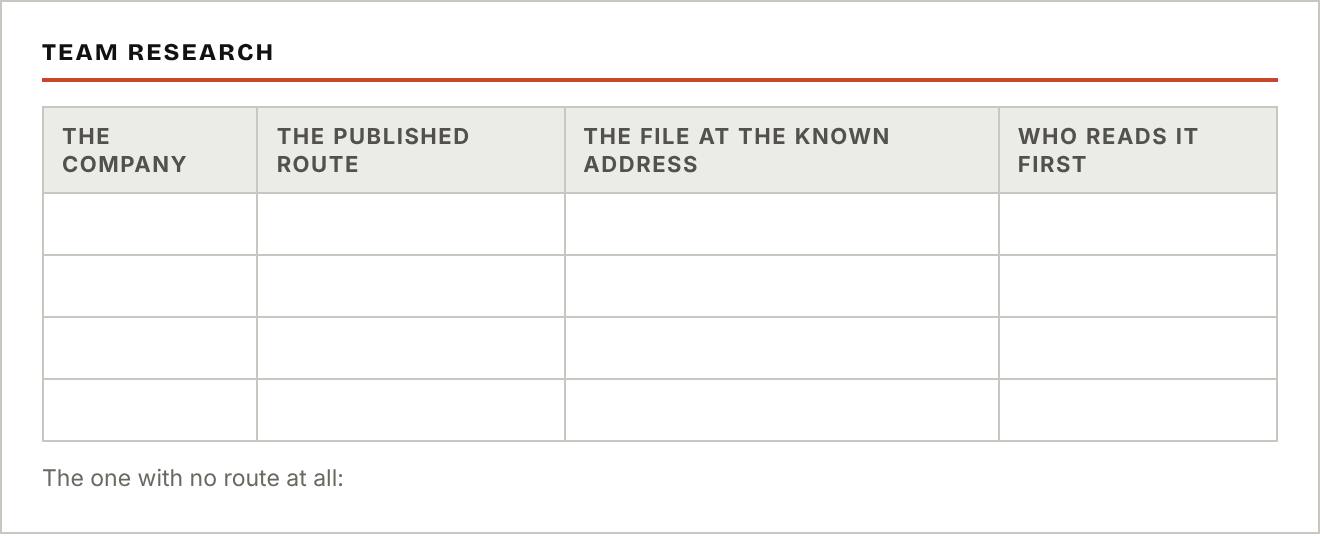 TEAM RESEARCH
THE
COMPANY
THE PUBLISHED
ROUTE
THE FILE AT THE KNOWN
ADDRESS
WHO READS IT
FIRST
The one with no route at all: